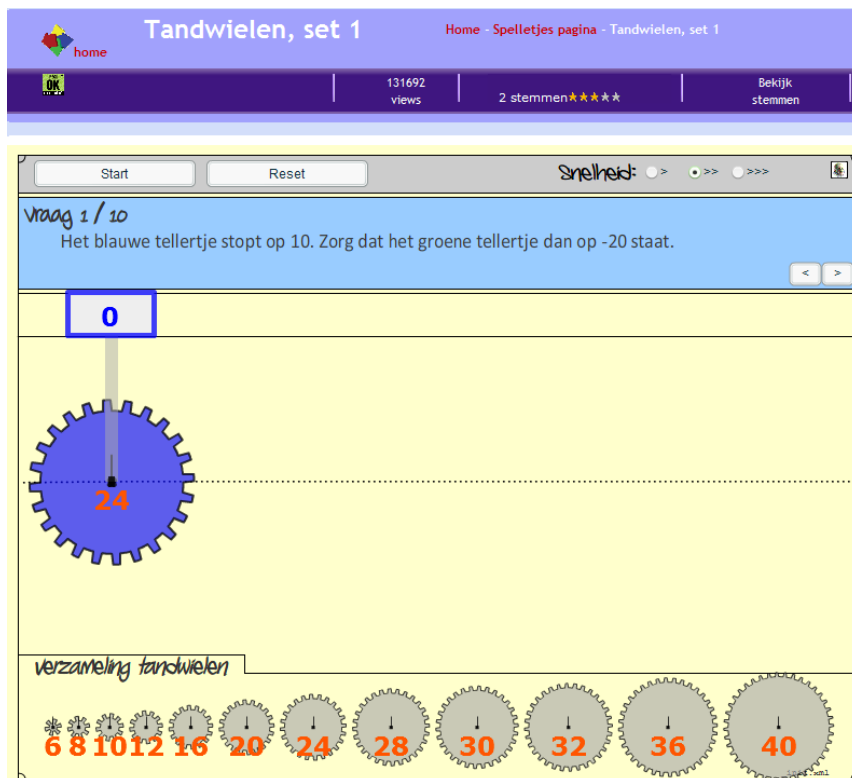 Tandwielen, set 1
Home - Spelletjes pagina - Tandwielen, set 1
home
OK
131692
views
2 stemmen
Bekijk
stemmen
Start
Reset
Snelheid:
>
>>
>>>
Vraag 1 / 10
Het blauwe tellertje stopt op 10. Zorg dat het groene tellertje dan op -20 staat.
<
>
0
24
verzameling tandwielen
6 8 10 12 16 20 24 28 30 32 36 40